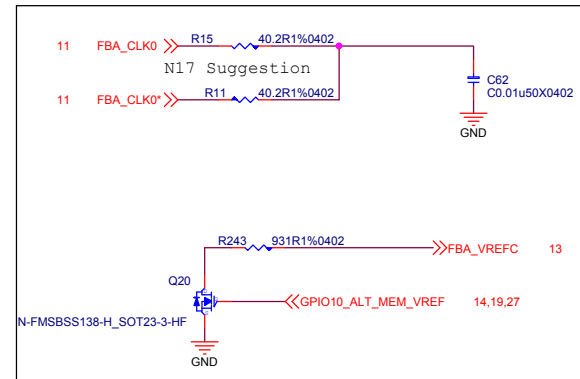 11 FBA_CLK0 R15 40.2R1%0402
N17 Suggestion
11 FBA_CLK0* R11 40.2R1%0402
C62
C0.01u50X0402
GND
R243 931R1%0402
FBA_VREFC 13
Q20
GPIO10_ALT_MEM_VREF 14,19,27
N-FMSBSS138-H_SOT23-3-HF
GND